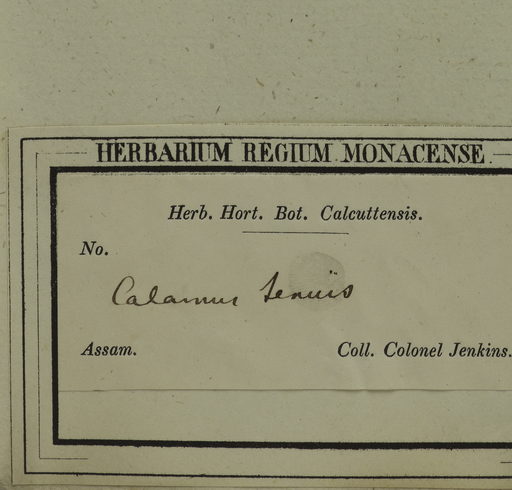 HERBARIUM REGIUM MONACENSE.
Herb. Hort. Bot. Calcuttensis.
No.
Calamus tenuis
Assam. Coll. Colonel Jenkins.